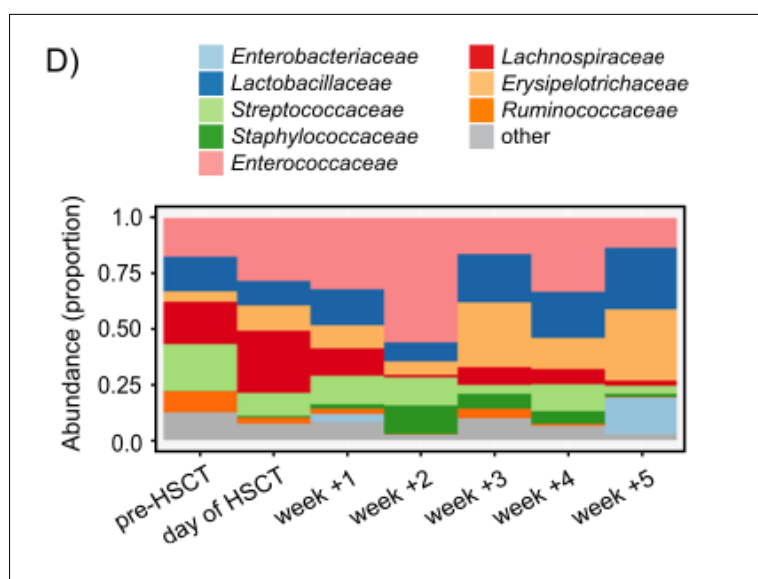 D)
Enterobacteriaceae
Lactobacillaceae
Streptococcaceae
Staphylococcaceae
Enterococcaceae
Lachnospiraceae
Erysipelotrichaceae
Ruminococcaceae
other
Abundance (proportion)
1.0
0.75
0.50
0.25
0.0
pre-HSCT
day of HSCT
week +1
week +2
week +3
week +4
week +5